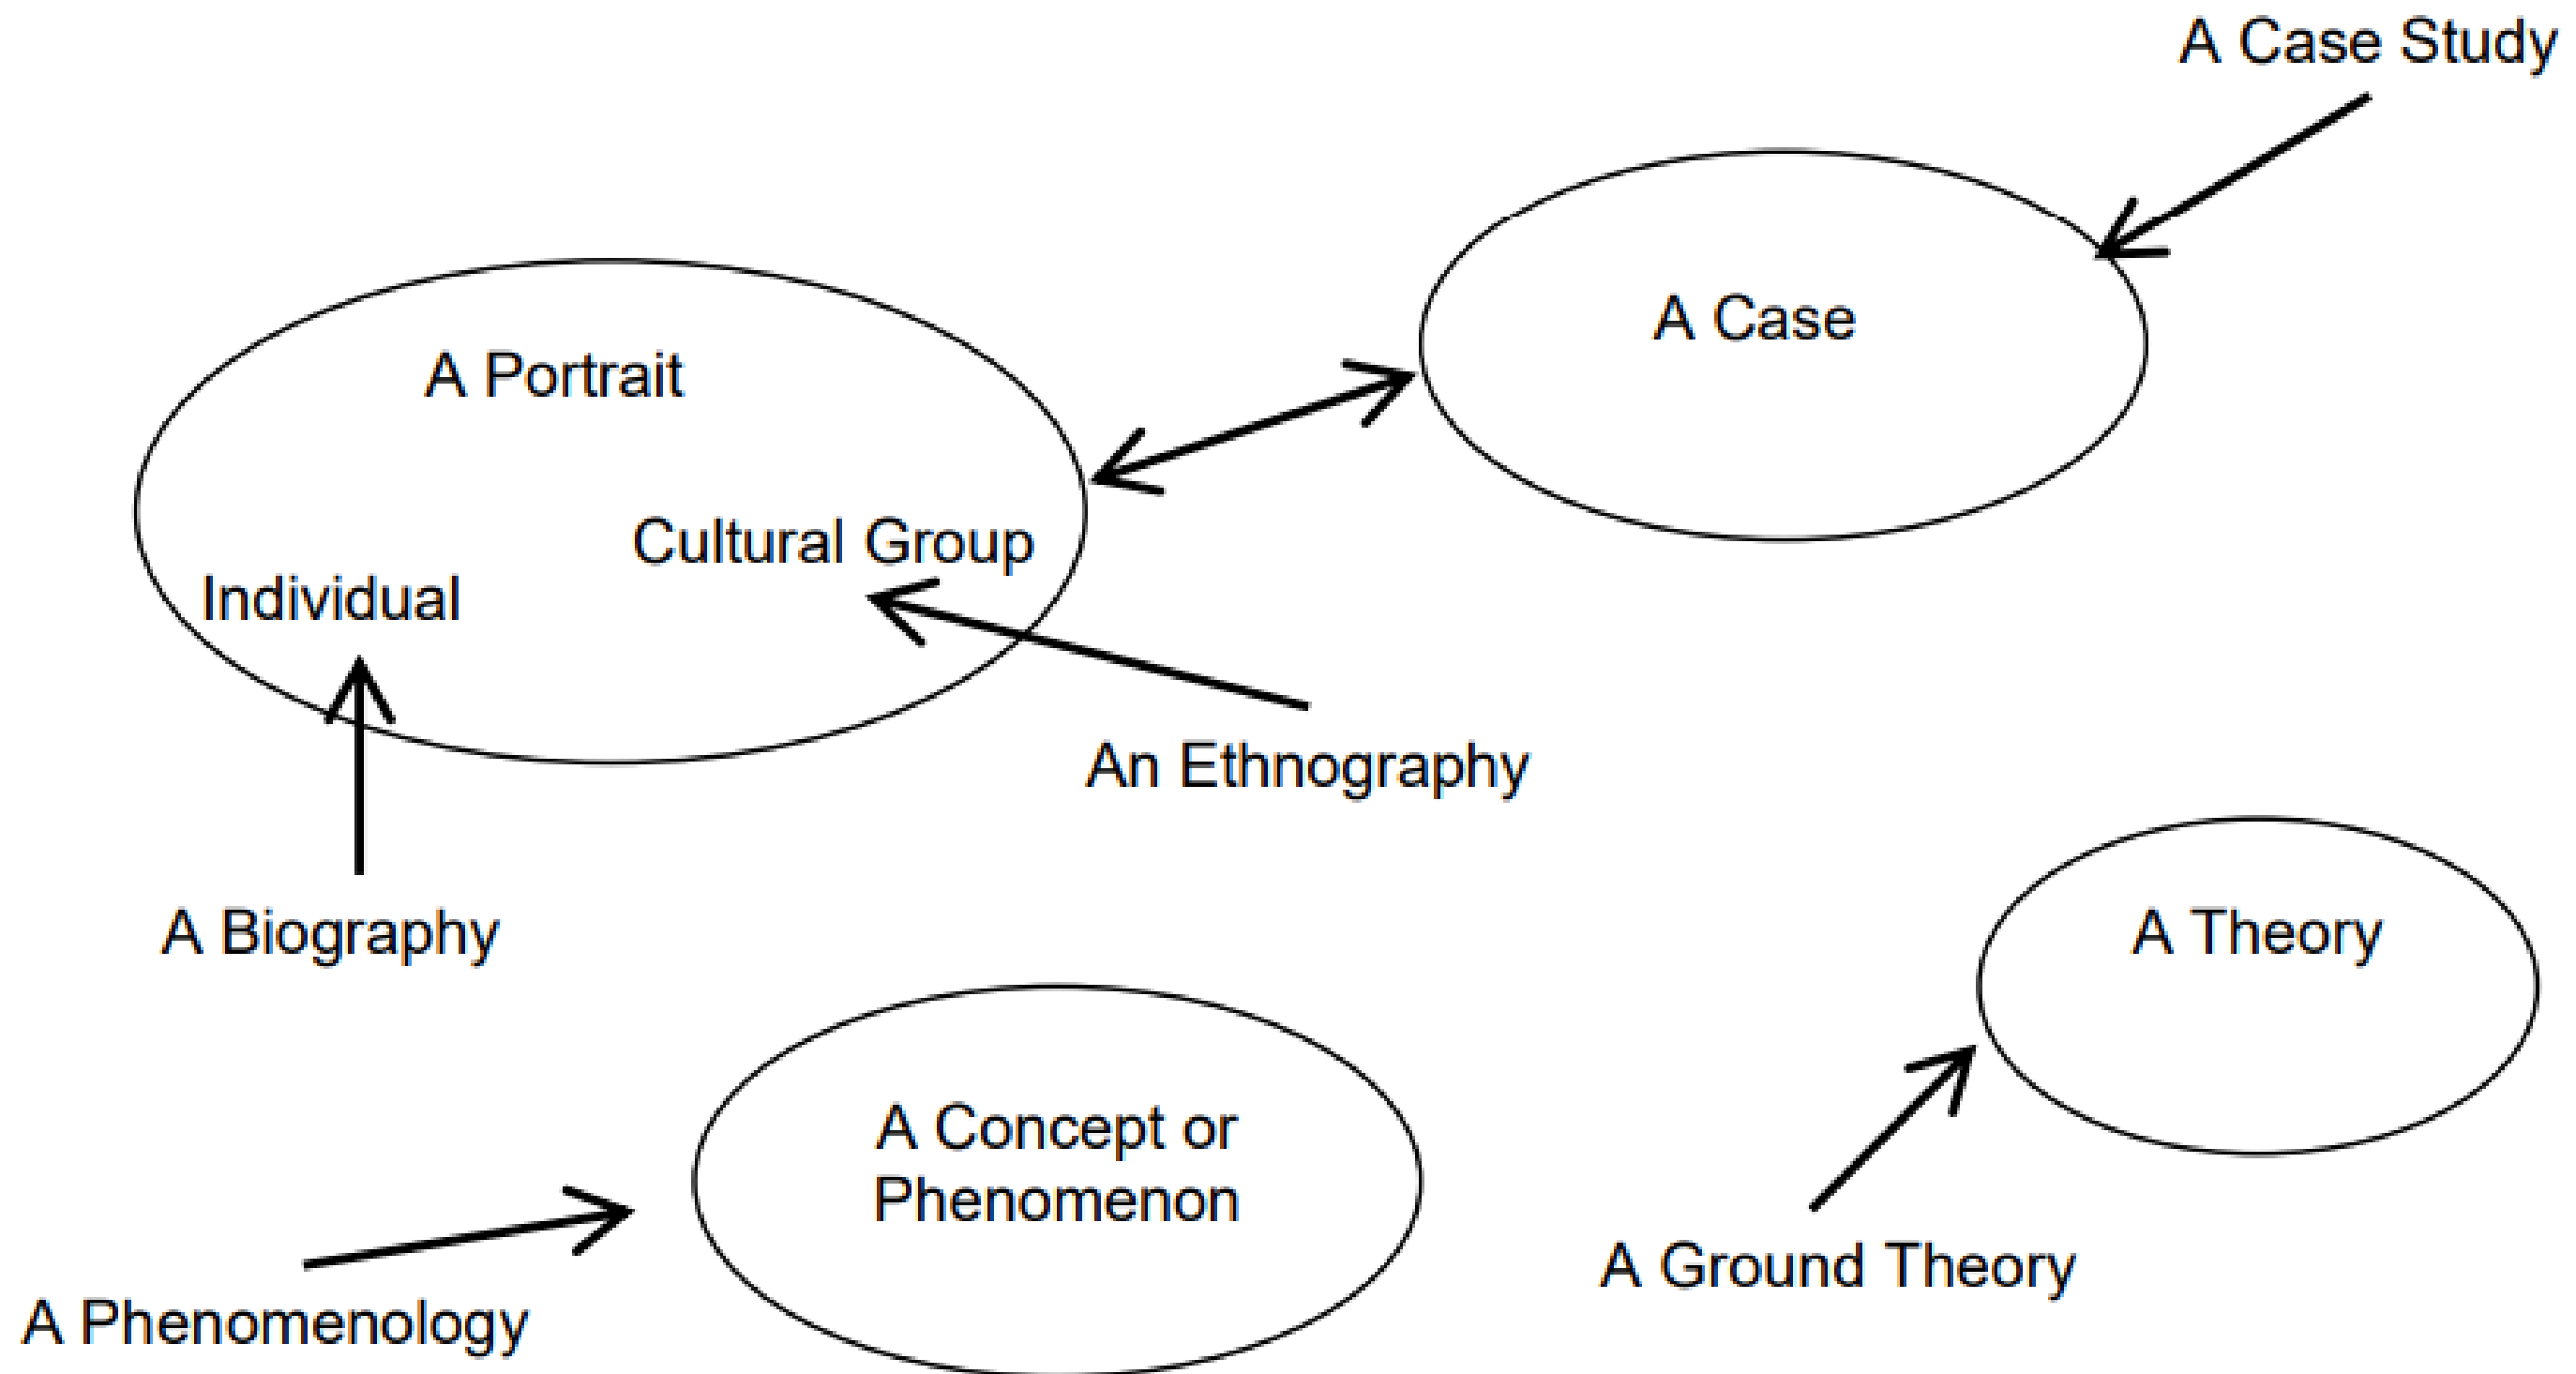 A Case Study
A Case
A Portrait
Cultural Group
Individual
An Ethnography
A Biography
A Theory
A Concept or
Phenomenon
A Ground Theory
A Phenomenology